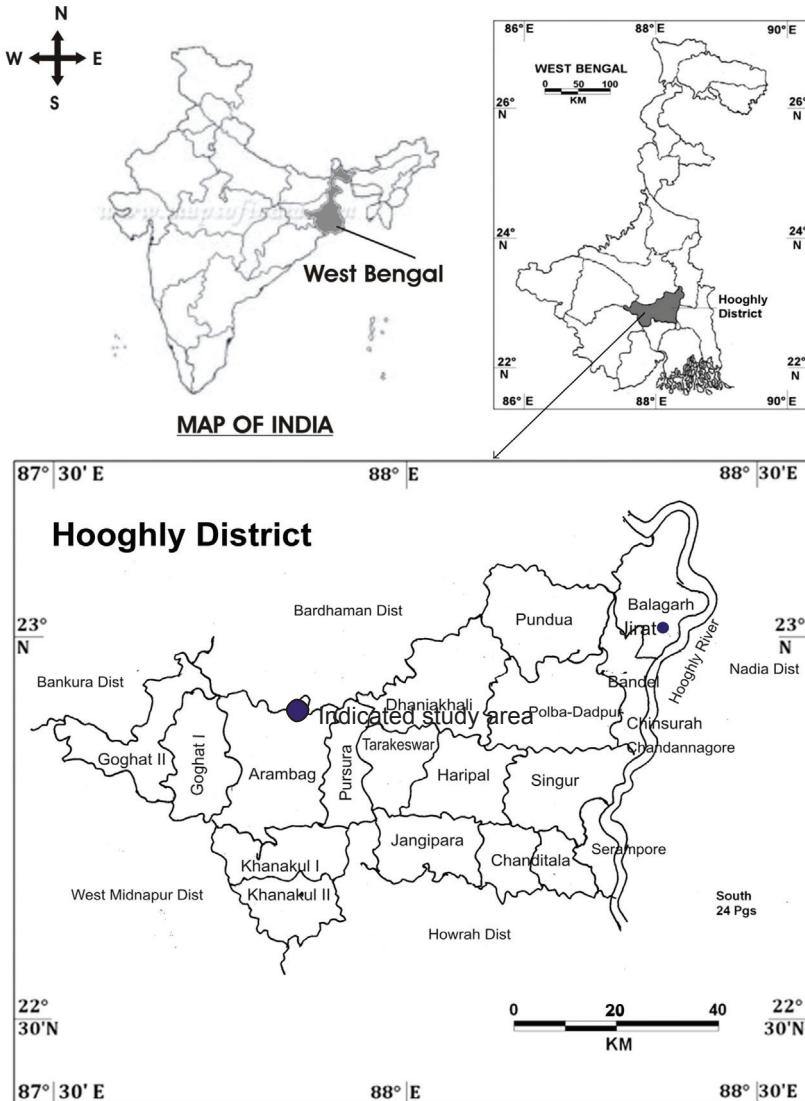 N
W E
S
www.mapsofindia.com
West Bengal
MAP OF INDIA
86° E 88° E 90° E
WEST BENGAL
0 50 100
KM
26°
N
24°
N
22°
N
Hooghly
District
86° E 88° E 90° E
87° 30' E 88° E 88° 30' E
Hooghly District
Bardhaman Dist
Pundua
Balagarh
Jirat
23°
N
23°
N
Hooghly River
Nadia Dist
Bankura Dist
Bandel
Dhaniakhali
Indicated study area
Polba-Dadpur
Chinsurah
Chandannagore
Goghat II
Goghat I
Arambag
Pursura
Tarakeswar
Haripal
Singur
Jangipara
Chanditala
Serampore
Khanakul I
Khanakul II
West Midnapur Dist
Howrah Dist
South
24 Pgs
22°
30'N
0 20 40
KM
22°
30'N
87° 30' E 88° E 88° 30' E